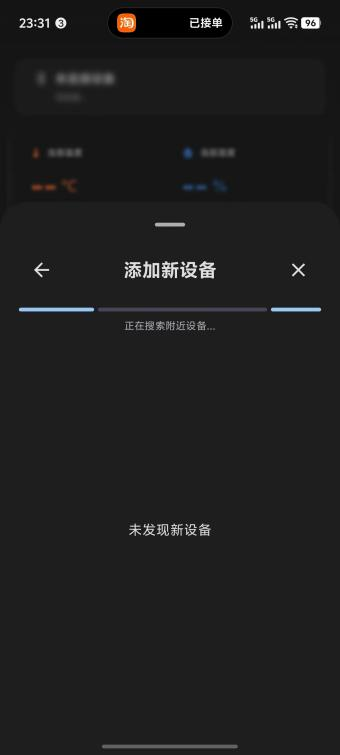 23:31 3
淘 已接单
5G 5G 96
-- °C
-- %
添加新设备
正在搜索附近设备...
未发现新设备